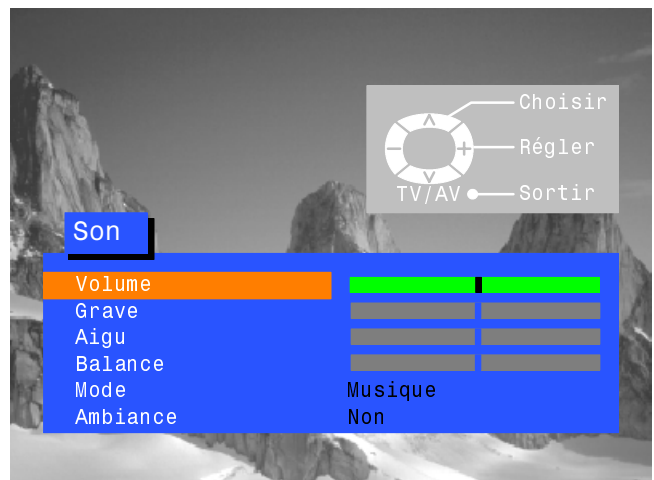 Choisir
Régler
TV/AV Sortir
Son
Volume
Grave
Aigu
Balance
Mode Musique
Ambiance Non